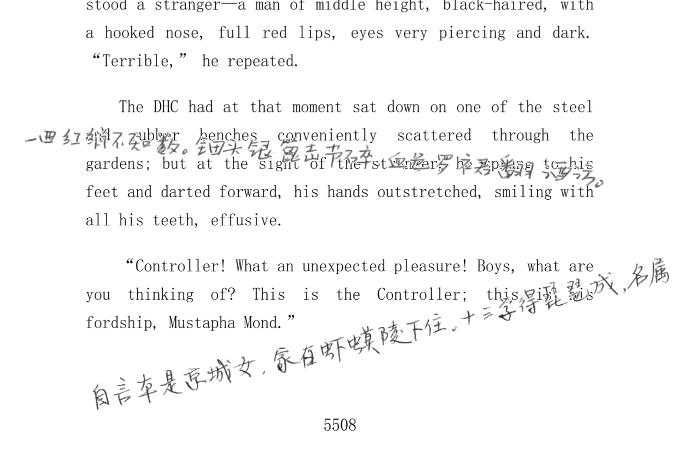 stood a stranger—a man of middle height, black-haired, with
a hooked nose, full red lips, eyes very piercing and dark.
“Terrible,” he repeated.
The DHC had at that moment sat down on one of the steel
rubber benches conveniently scattered through the
一曲红绡不知数。钿头银篦击节碎,血色罗裙翻酒污。
gardens; but at the sight of the stranger he to his
feet and darted forward, his hands outstretched, smiling with
all his teeth, effusive.
“Controller! What an unexpected pleasure! Boys, what are
you thinking of? This is the Controller; this is his
fordship, Mustapha Mond.”
自言本是京城女,家在虾蟆陵下住。十三学得琵琶成,名属
5508